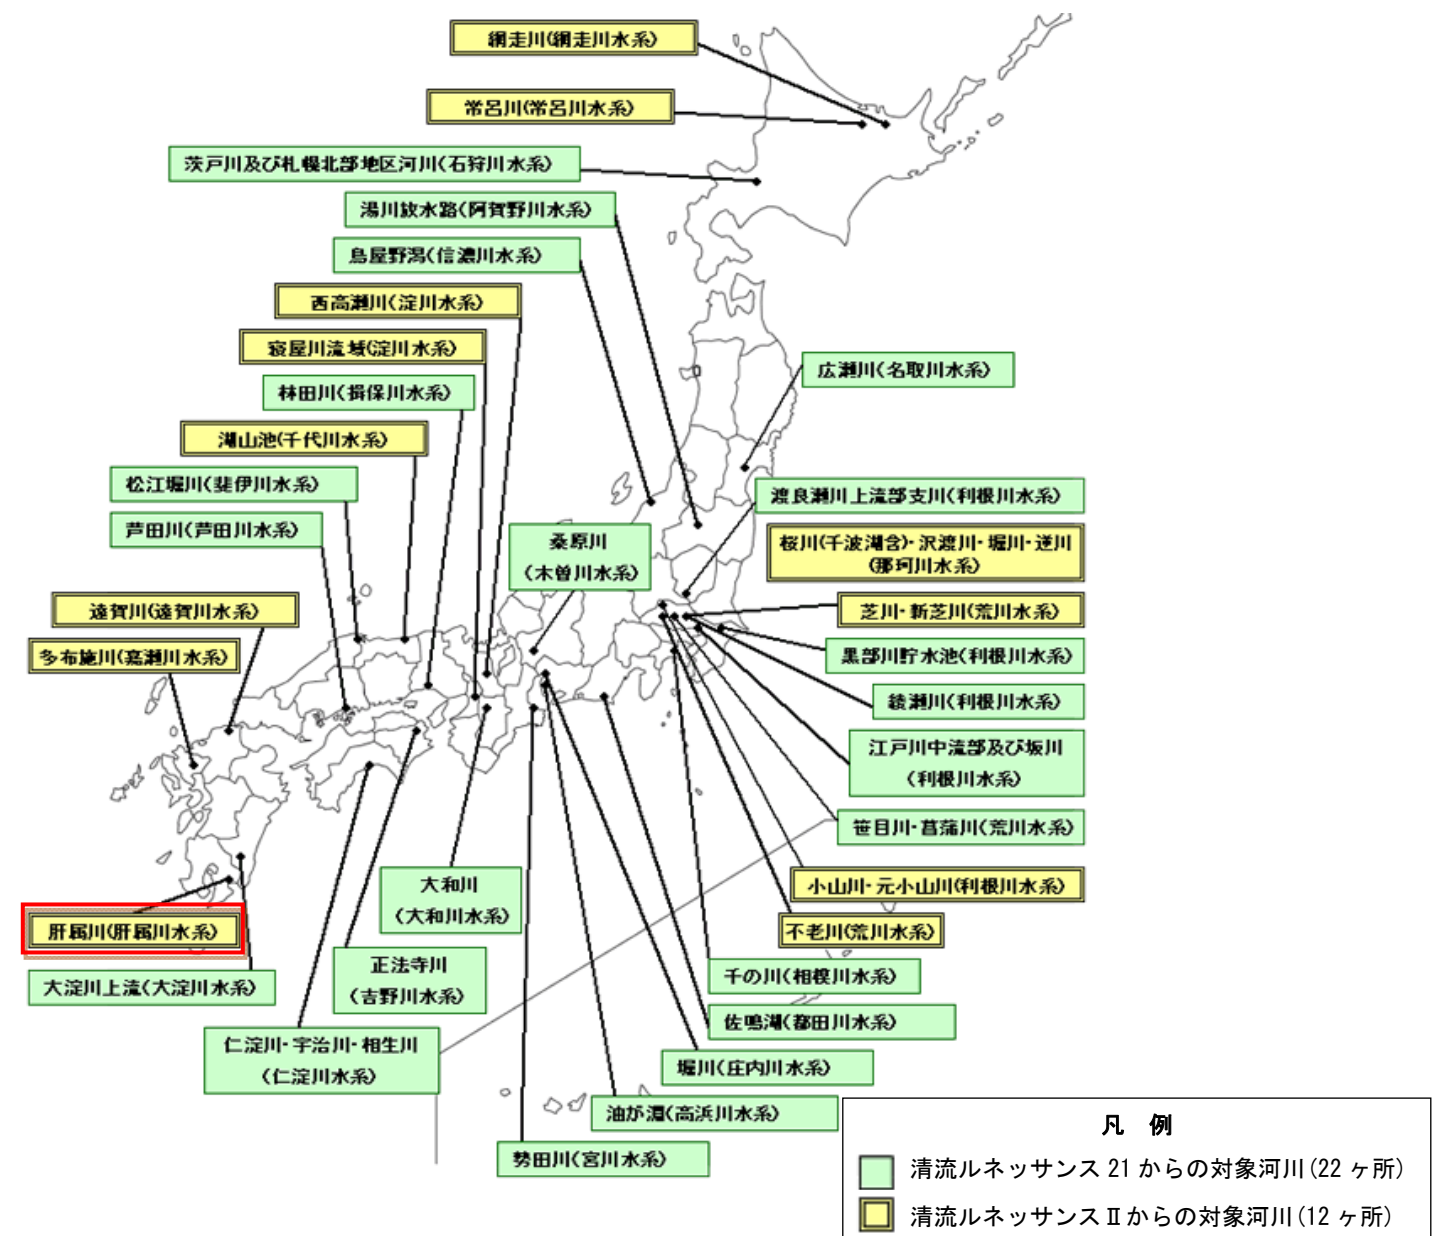 網走川(網走川水系)
常呂川(常呂川水系)
茨戸川及び札幌北部地区河川(石狩川水系)
湯川放水路(阿賀野川水系)
鳥屋野潟(信濃川水系)
西高瀬川(淀川水系)
寝屋川流域(淀川水系)
林田川(揖保川水系)
湖山池(千代川水系)
松江堀川(斐伊川水系)
芦田川(芦田川水系)
遠賀川(遠賀川水系)
多布施川(嘉瀬川水系)
桑原川
(木曽川水系)
広瀬川(名取川水系)
渡良瀬川上流部支川(利根川水系)
桜川(千波湖含)・沢渡川・堀川・逆川
(那珂川水系)
芝川・新芝川(荒川水系)
黒部川貯水池(利根川水系)
綾瀬川(利根川水系)
江戸川中流部及び坂川
(利根川水系)
笹目川・菖蒲川(荒川水系)
小山川・元小山川(利根川水系)
不老川(荒川水系)
千の川(相模川水系)
佐鳴湖(都田川水系)
堀川(庄内川水系)
油が淵(高浜川水系)
勢田川(宮川水系)
大和川
(大和川水系)
正法寺川
(吉野川水系)
仁淀川・宇治川・相生川
(仁淀川水系)
肝属川(肝属川水系)
大淀川上流(大淀川水系)
凡 例
清流ルネッサンス 21 からの対象河川(22 ヶ所)
清流ルネッサンスⅡからの対象河川(12 ヶ所)